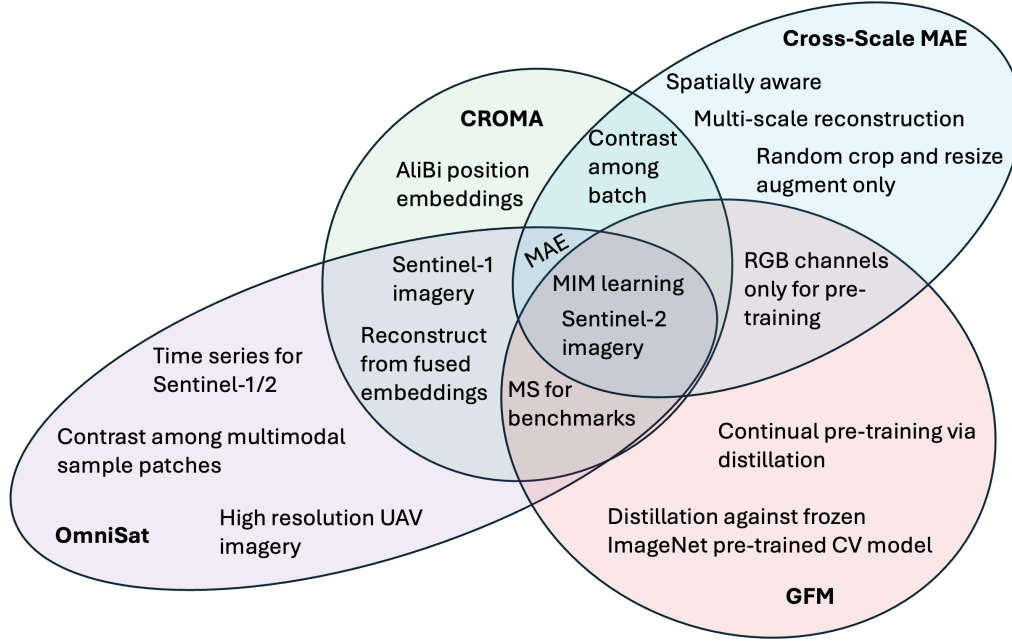 Cross-Scale MAE
Spatially aware
Multi-scale reconstruction
Random crop and resize
augment only
CROMA
AliBi position
embeddings
Contrast
among
batch
MAE
Sentinel-1
imagery
MIM learning
Sentinel-2
imagery
RGB channels
only for pre-
training
Reconstruct
from fused
embeddings
MS for
benchmarks
Time series for
Sentinel-1/2
Contrast among multimodal
sample patches
OmniSat
High resolution UAV
imagery
Continual pre-training via
distillation
Distillation against frozen
ImageNet pre-trained CV model
GFM